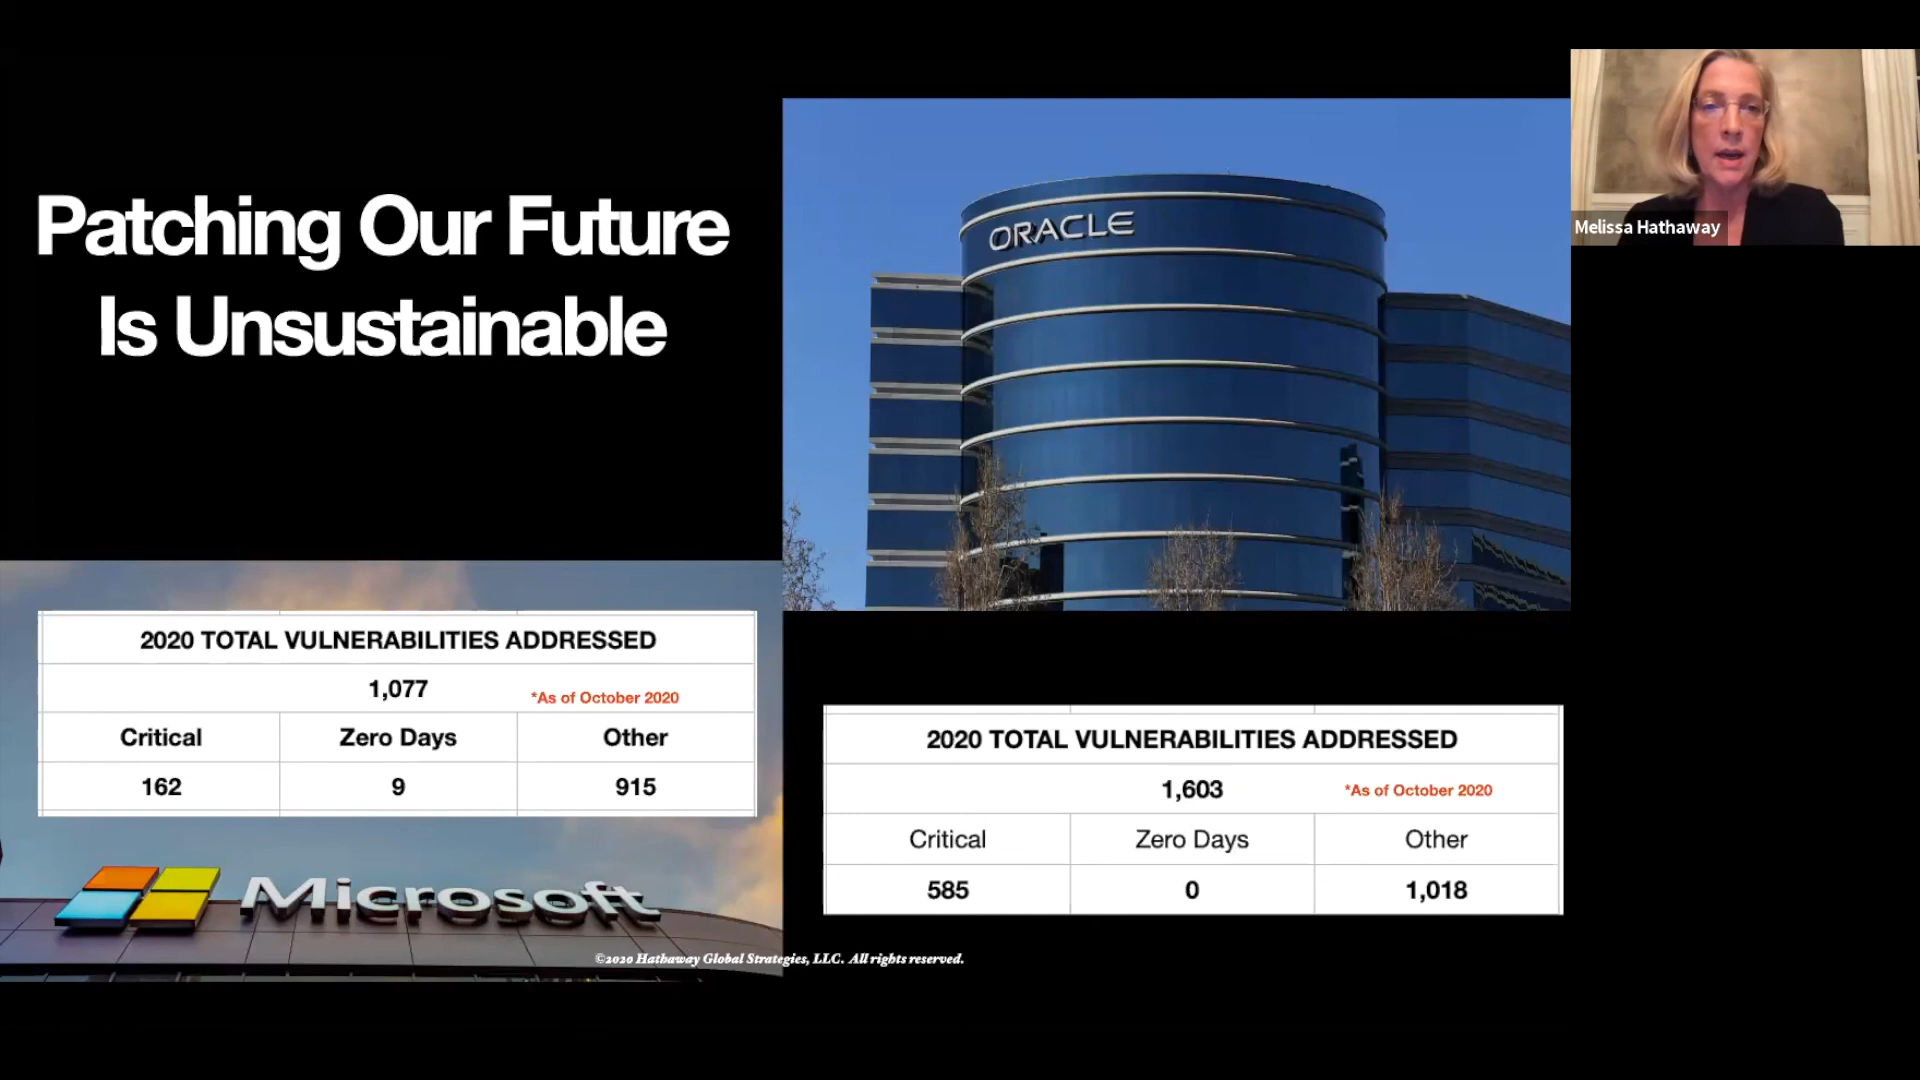 Patching Our Future
Is Unsustainable
ORACLE
Melissa Hathaway
2020 TOTAL VULNERABILITIES ADDRESSED
1,077 *As of October 2020
Critical Zero Days Other
162 9 915
Microsoft
2020 TOTAL VULNERABILITIES ADDRESSED
1,603 *As of October 2020
Critical Zero Days Other
585 0 1,018
©2020 Hathaway Global Strategies, LLC. All rights reserved.